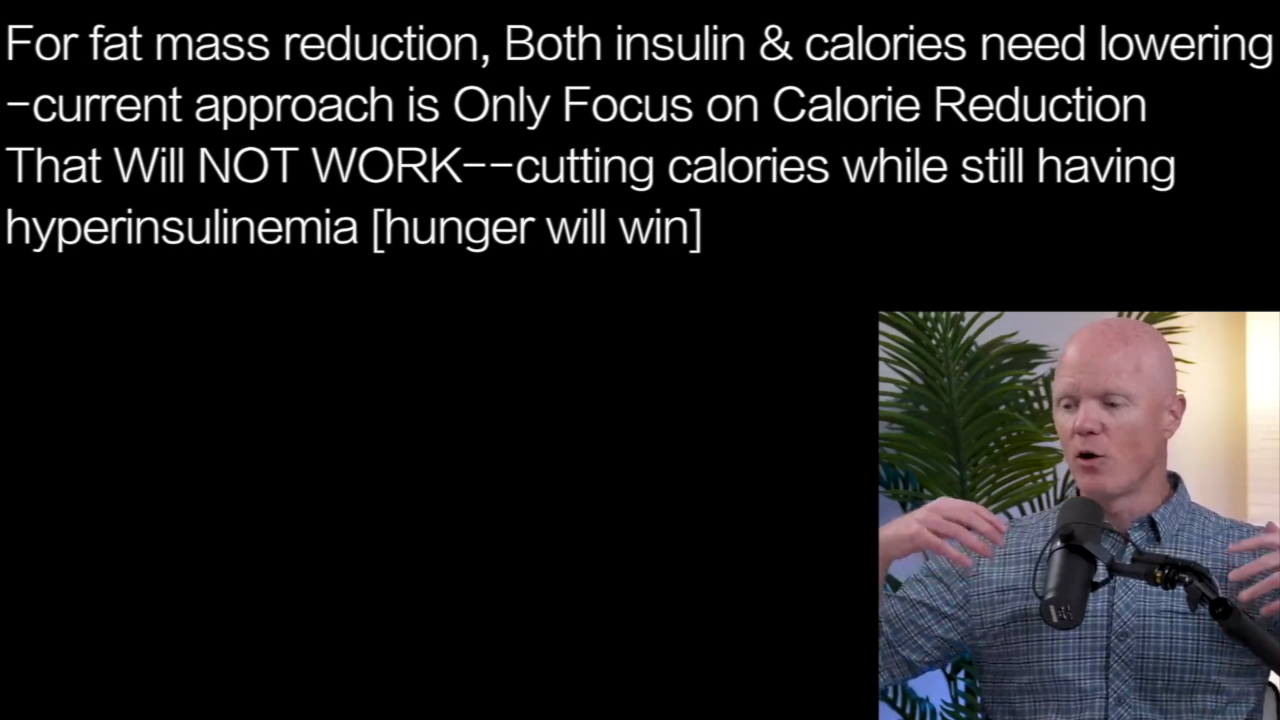 For fat mass reduction, Both insulin & calories need lowering
-current approach is Only Focus on Calorie Reduction
That Will NOT WORK--cutting calories while still having
hyperinsulinemia [hunger will win]